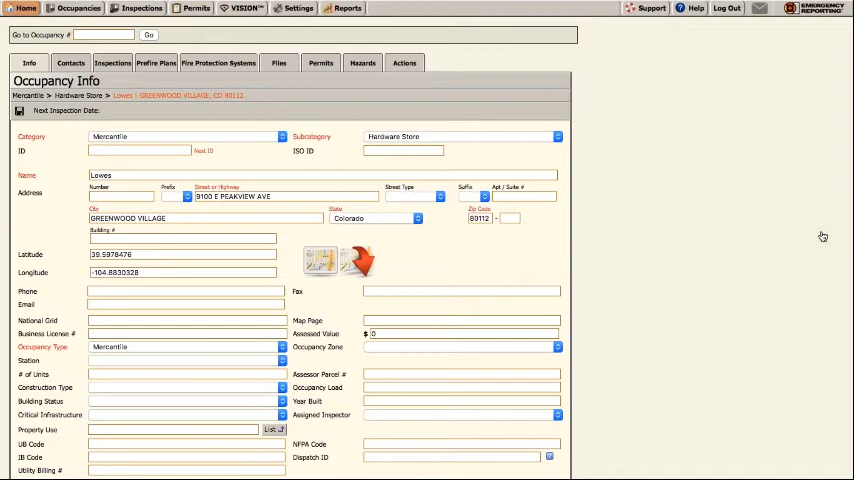 Home Occupancies Inspections Permits VISION™ Settings Reports Support Help Log Out EMERGENCY REPORTING™
Go to Occupancy # Go
Info Contacts Inspections Prefire Plans Fire Protection Systems Files Permits Hazards Actions
Occupancy Info
Mercantile > Hardware Store > Lowes : GREENWOOD VILLAGE, CO 80112
Next Inspection Date:
Category Mercantile Subcategory Hardware Store
ID Next ID ISO ID
Name Lowes
Number Prefix Street or Highway Street Type Suffix Apt / Suite #
Address 9100 E PEAKVIEW AVE
City State Zip Code
GREENWOOD VILLAGE Colorado 80112 -
Building #
Latitude 39.5978476
Longitude -104.8830328
Phone Fax
Email
National Grid Map Page
Business License # Assessed Value $ 0
Occupancy Type Mercantile Occupancy Zone
Station
# of Units Assessor Parcel #
Construction Type Occupancy Load
Building Status Year Built
Critical Infrastructure Assigned Inspector
Property Use List
UB Code NFPA Code
IB Code Dispatch ID
Utility Billing #